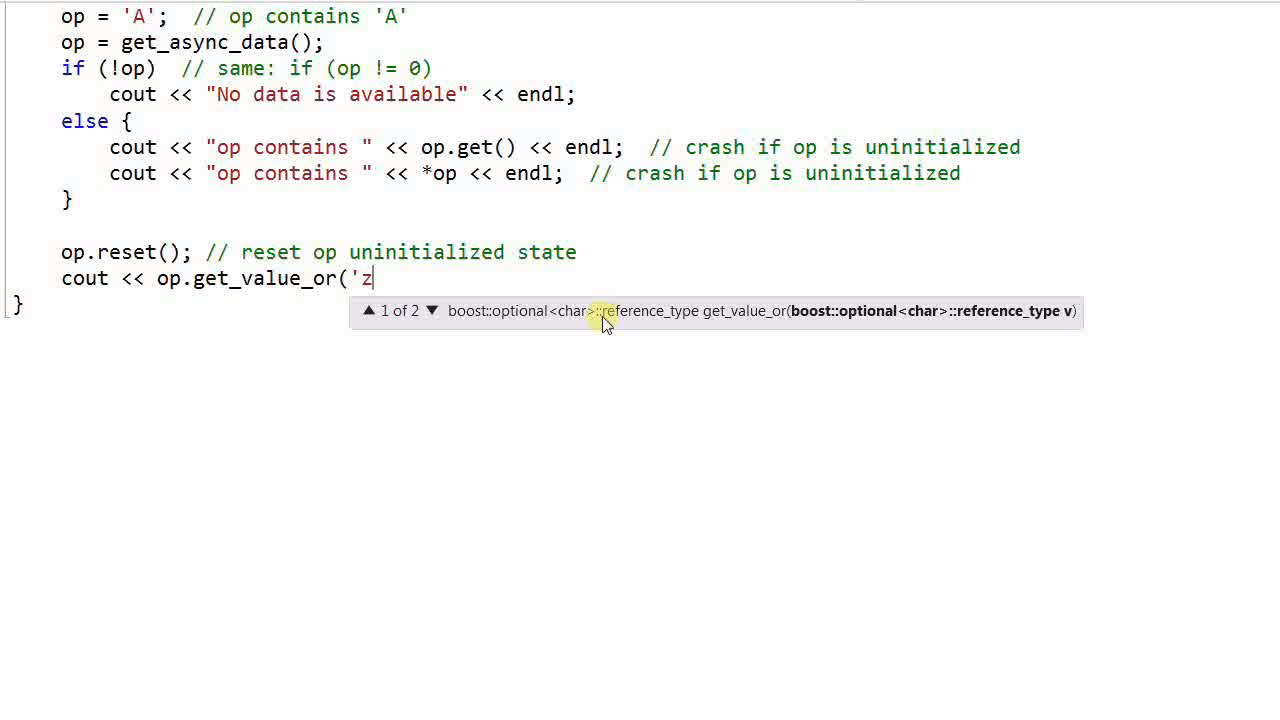 op = 'A';  // op contains 'A'
op = get_async_data();
if (!op)  // same: if (op != 0)
cout << "No data is available" << endl;
else {
cout << "op contains " << op.get() << endl;  // crash if op is uninitialized
cout << "op contains " << *op << endl;  // crash if op is uninitialized
}
op.reset(); // reset op uninitialized state
cout << op.get_value_or('z
}
▲ 1 of 2 ▼ boost::optional<char>::reference_type get_value_or(boost::optional<char>::reference_type v)